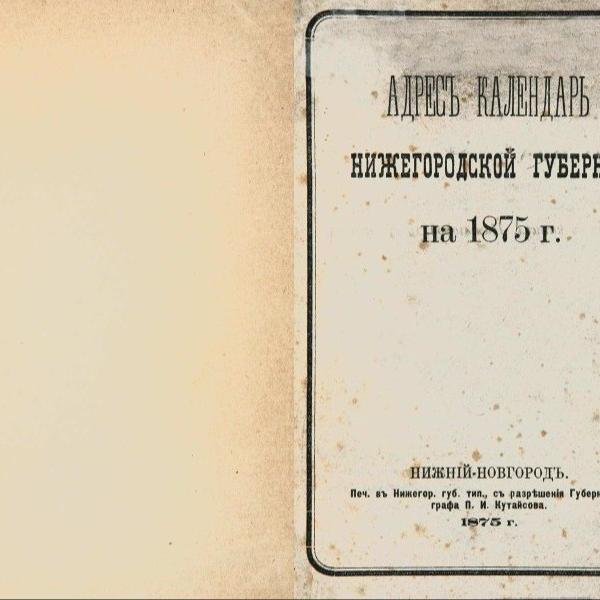 АДРЕСЪ КАЛЕНДАРЬ
НИЖЕГОРОДСКОЙ ГУБЕРН
на 1875 г.
НИЖНІЙ-НОВГОРОДЪ.
Печ. въ Нижегор. губ. тип., съ разрѣшенія Губерн
графа П. И. Кутайсова.
1875 г.